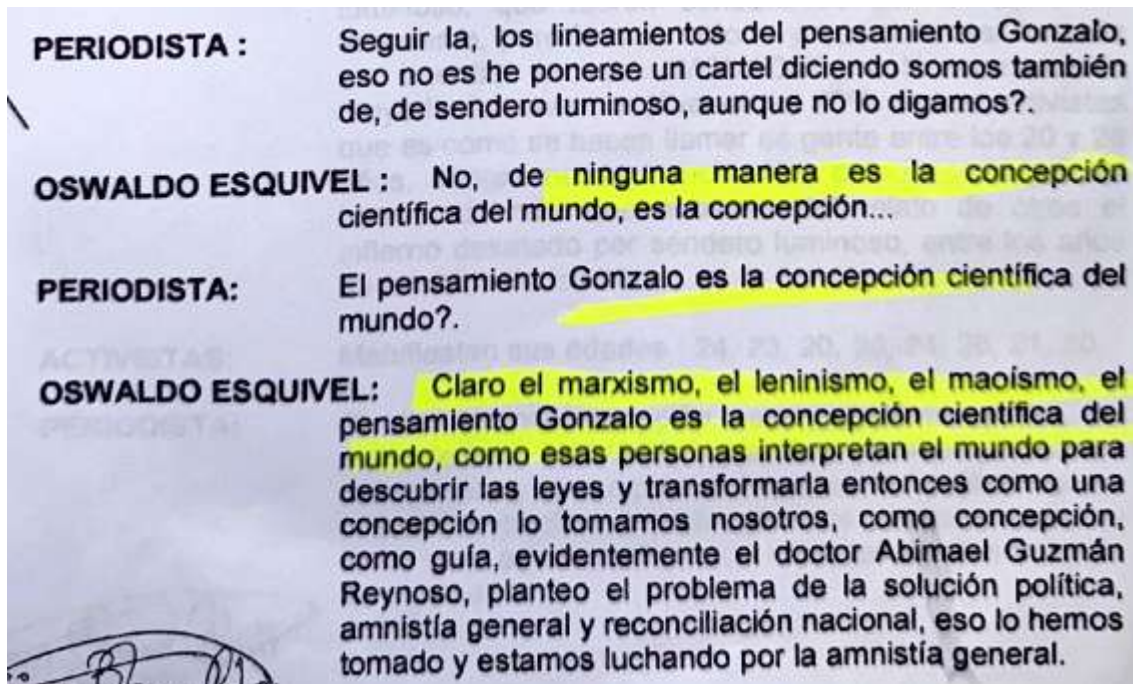 PERIODISTA : Seguir la, los lineamientos del pensamiento Gonzalo,
eso no es he ponerse un cartel diciendo somos también
de, de sendero luminoso, aunque no lo digamos?.
OSWALDO ESQUIVEL : No, de ninguna manera es la concepción
científica del mundo, es la concepción...
PERIODISTA: El pensamiento Gonzalo es la concepción científica del
mundo?.
OSWALDO ESQUIVEL: Claro el marxismo, el leninismo, el maoísmo, el
pensamiento Gonzalo es la concepción científica del
mundo, como esas personas interpretan el mundo para
descubrir las leyes y transformarla entonces como una
concepción lo tomamos nosotros, como concepción,
como guía, evidentemente el doctor Abimael Guzmán
Reynoso, planteo el problema de la solución política,
amnistía general y reconciliación nacional, eso lo hemos
tomado y estamos luchando por la amnistía general.